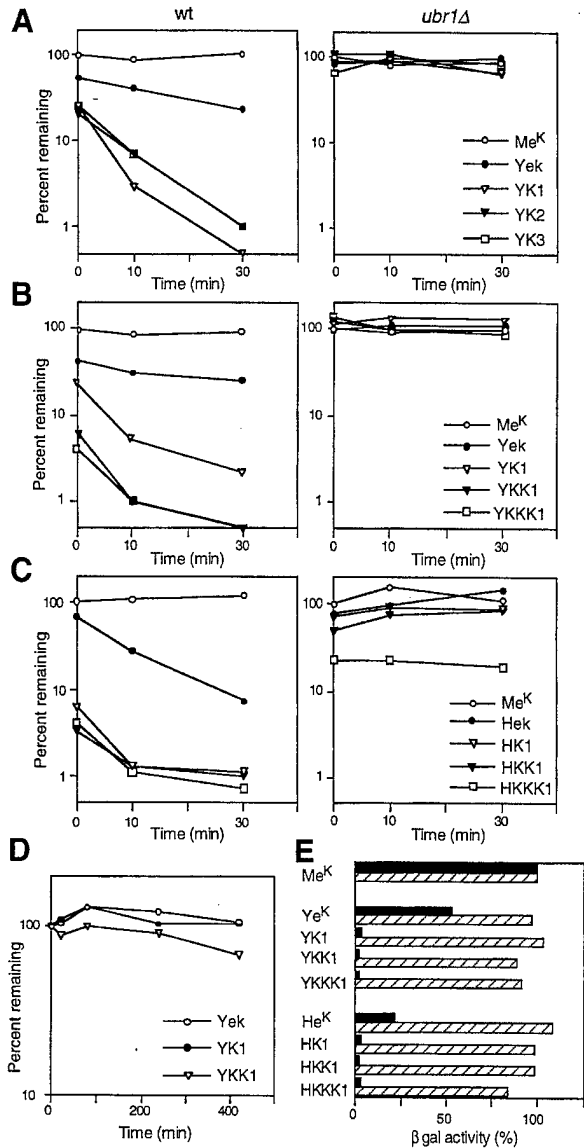 A
wt
ubr1Δ
Percent remaining
100
10
1
0
10
30
Time (min)
100
10
1
0
10
30
Time (min)
Me^K
Yek
YK1
YK2
YK3
B
Percent remaining
100
10
1
0
10
30
Time (min)
100
10
1
0
10
30
Time (min)
Me^K
Yek
YK1
YKK1
YKKK1
C
Percent remaining
100
10
1
0
10
30
Time (min)
100
10
1
0
10
30
Time (min)
Me^K
Hek
HK1
HKK1
HKKK1
D
Percent remaining
100
10
0
200
400
Time (min)
Yek
YK1
YKK1
E
Me^K
Ye^K
YK1
YKK1
YKKK1
He^K
HK1
HKK1
HKKK1
0
50
100
β gal activity (%)